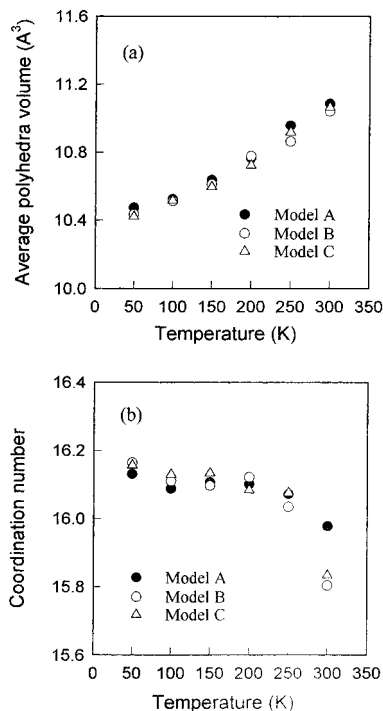 (a)
Average polyhedra volume (A³)
11.6
11.2
10.8
10.4
10.0
Model A
Model B
Model C
0 50 100 150 200 250 300 350
Temperature (K)
(b)
Coordination number
16.4
16.2
16.0
15.8
15.6
Model A
Model B
Model C
0 50 100 150 200 250 300 350
Temperature (K)